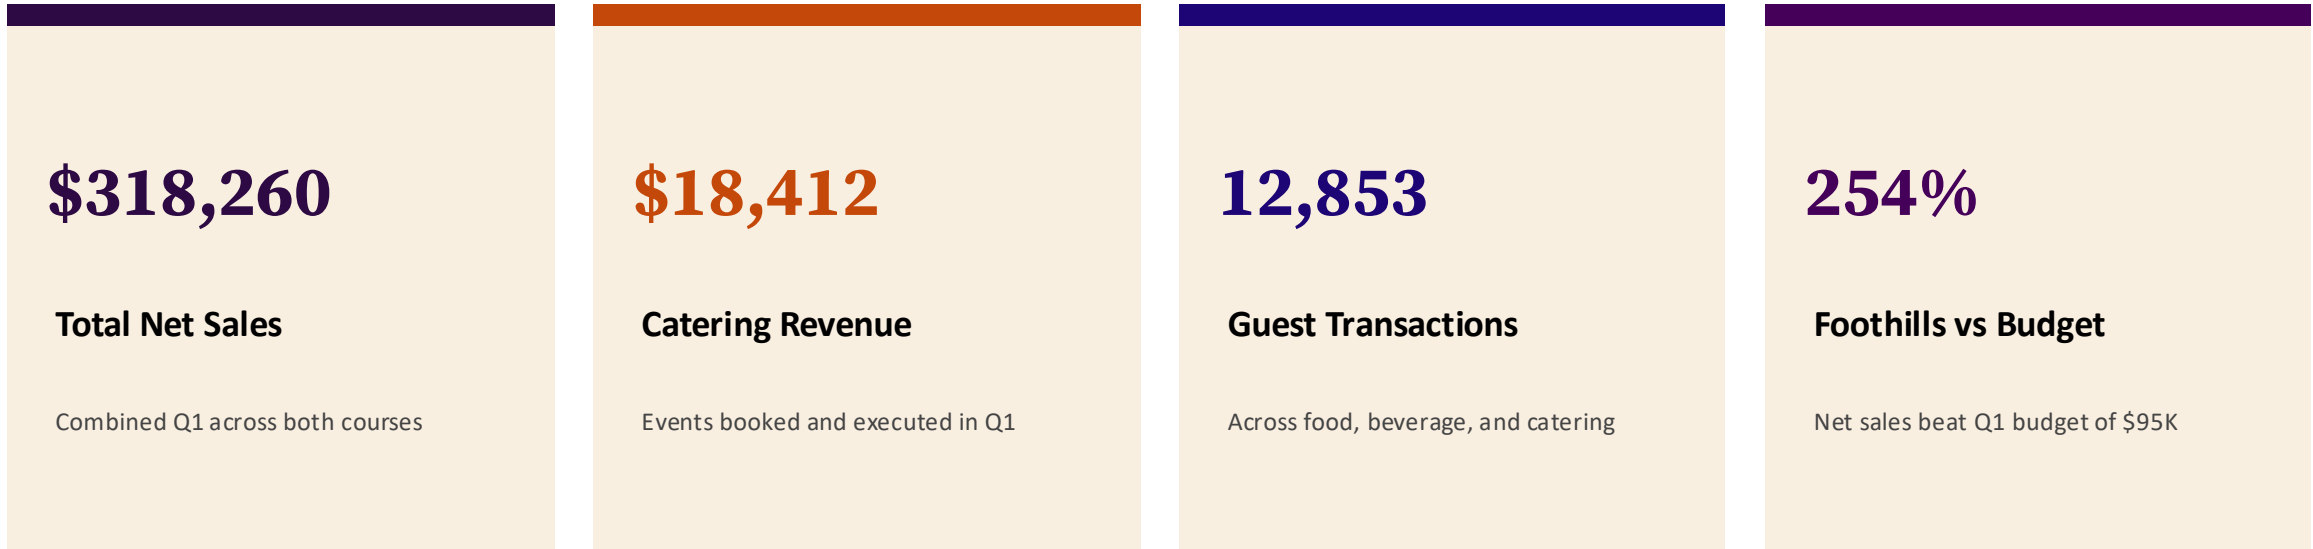 $318,260
Total Net Sales
Combined Q1 across both courses
$18,412
Catering Revenue
Events booked and executed in Q1
12,853
Guest Transactions
Across food, beverage, and catering
254%
Foothills vs Budget
Net sales beat Q1 budget of $95K